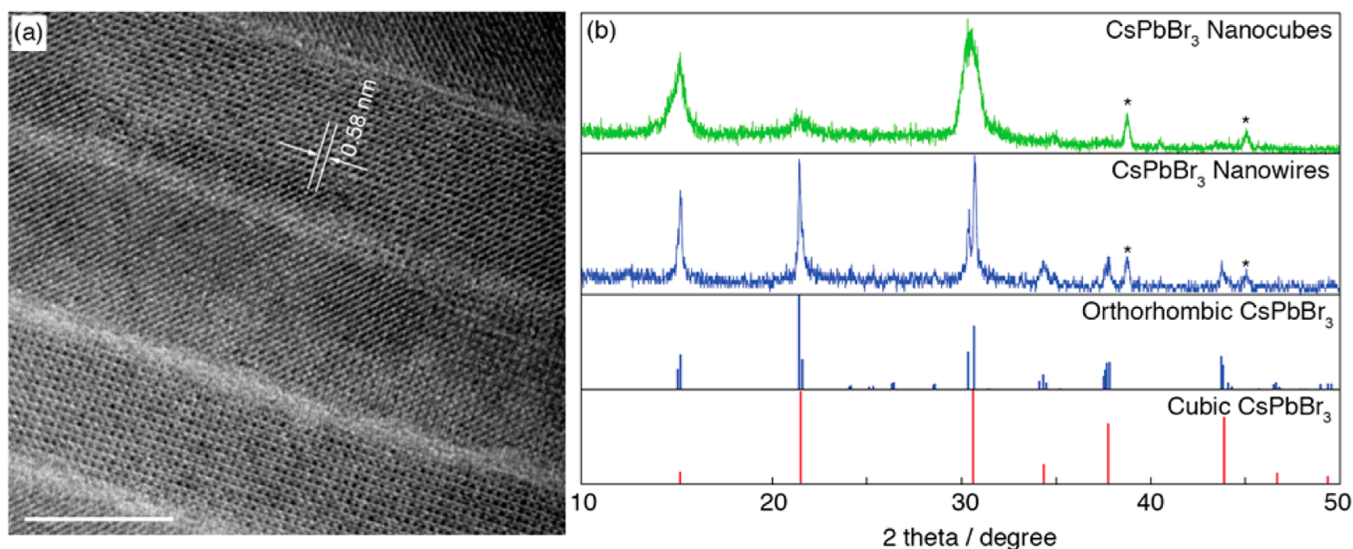 (a)
0.58 nm
(b)
CsPbBr₃ Nanocubes
*
*
CsPbBr₃ Nanowires
*
*
Orthorhombic CsPbBr₃
Cubic CsPbBr₃
10 20 30 40 50
2 theta / degree